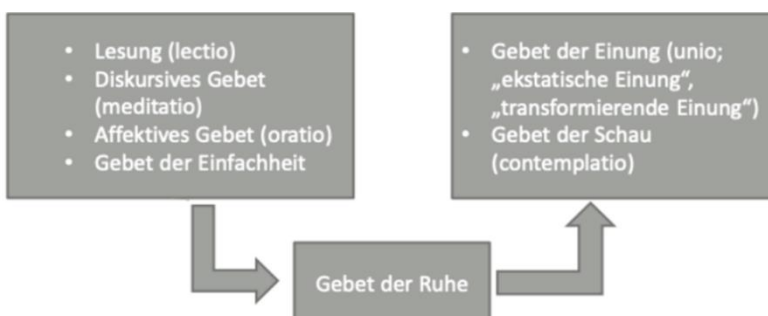 • Lesung (lectio)
• Diskursives Gebet
(meditatio)
• Affektives Gebet (oratio)
• Gebet der Einfachheit
• Gebet der Einung (unio;
„ekstatische Einung“,
„transformierende Einung“)
• Gebet der Schau
(contemplatio)
Gebet der Ruhe